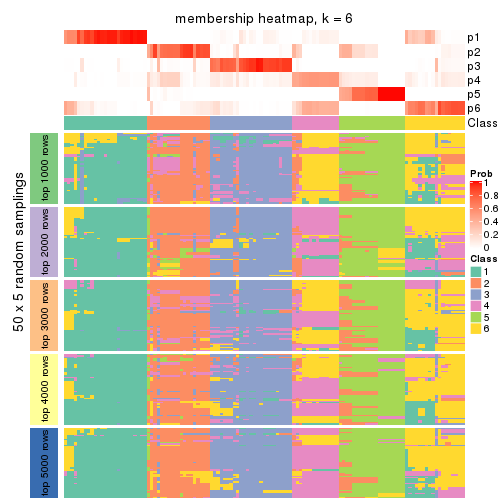 membership heatmap, k = 6
p1
p2
p3
p4
p5
p6
Class
50 x 5 random samplings
top 1000 rows
top 2000 rows
top 3000 rows
top 4000 rows
top 5000 rows
Prob
1
0.8
0.6
0.4
0.2
0
Class
1
2
3
4
5
6